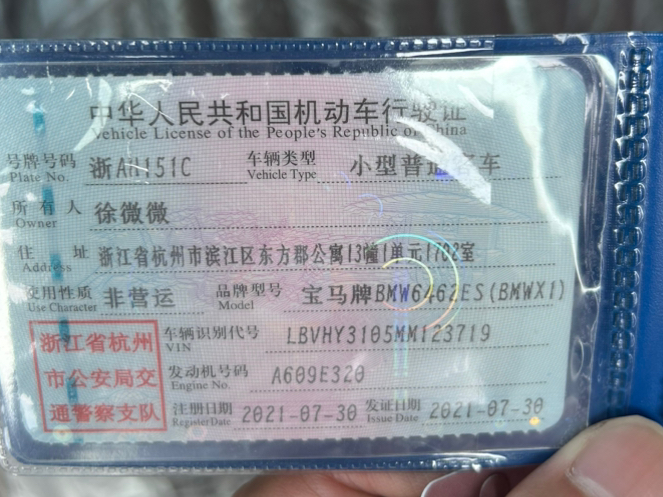 中华人民共和国机动车行驶证
Vehicle License of the People's Republic of China
号牌号码 浙AH151C 车辆类型 小型普通客车
Plate No. Vehicle Type
所有人 徐微微
Owner
住址 浙江省杭州市滨江区东方郡公寓13幢1单元1702室
Address
使用性质 非营运 品牌型号 宝马牌BMW6462ES(BMWX1)
Use Character Model
浙江省杭州
市公安局交
通警察支队
车辆识别代号 LBVHY3105MM123719
VIN
发动机号码 A609E320
Engine No.
注册日期 2021-07-30 发证日期 2021-07-30
Register Date Issue Date